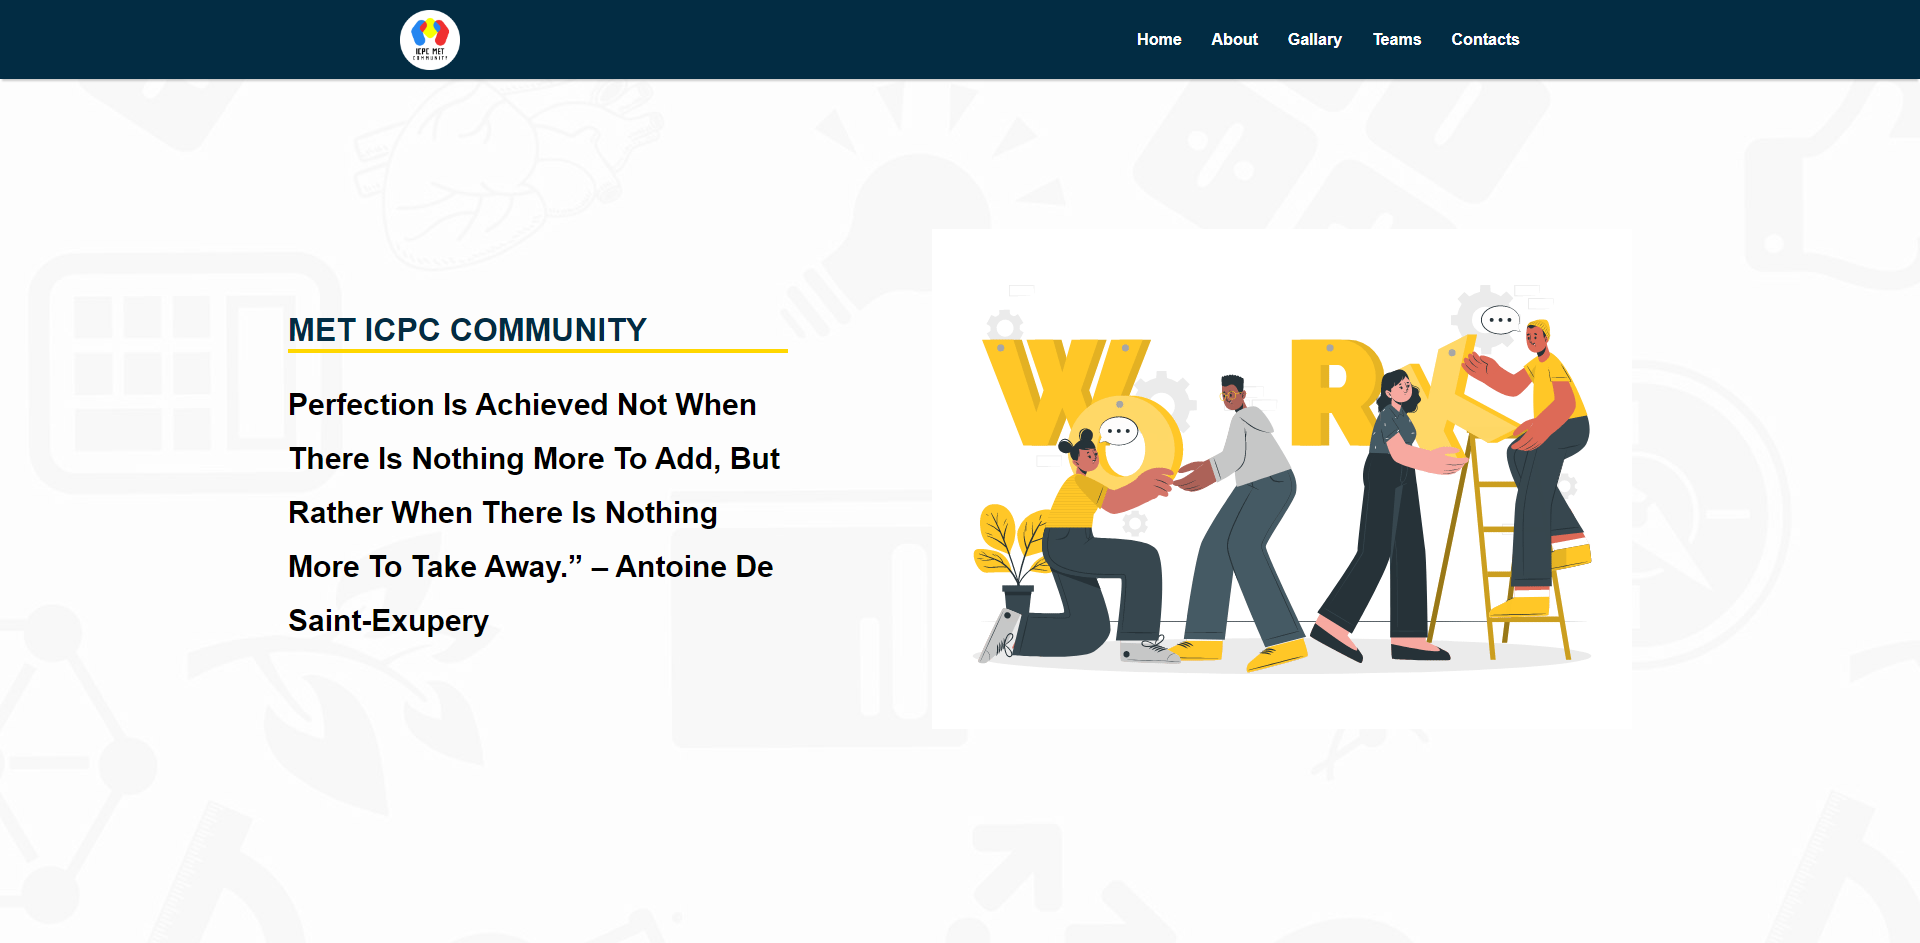 ICPC MET
COMMUNITY
Home About Gallary Teams Contacts
MET ICPC COMMUNITY
Perfection Is Achieved Not When
There Is Nothing More To Add, But
Rather When There Is Nothing
More To Take Away.” – Antoine De
Saint-Exupery
WORK